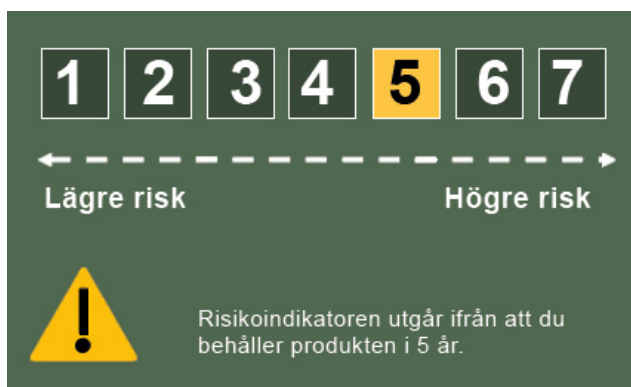 1 2 3 4 5 6 7
Lägre risk Högre risk
Risikoindikatoren utgår ifrån att du
behåller produkten i 5 år.